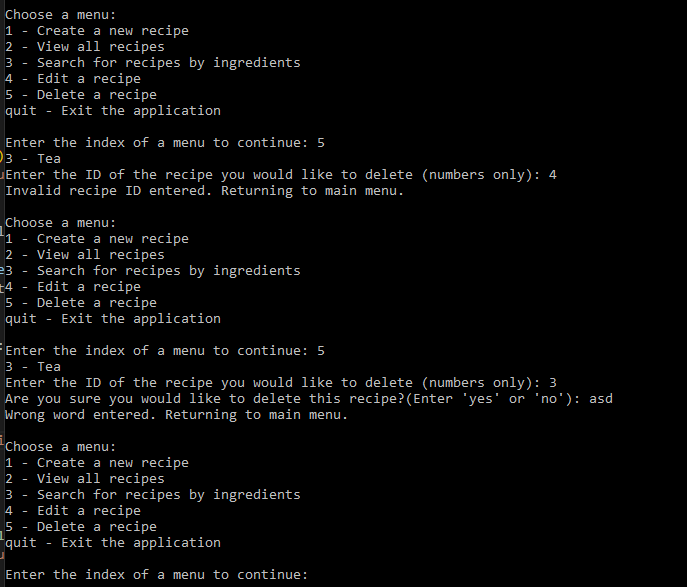 Choose a menu:
1 - Create a new recipe
2 - View all recipes
3 - Search for recipes by ingredients
4 - Edit a recipe
5 - Delete a recipe
quit - Exit the application
Enter the index of a menu to continue: 5
3 - Tea
Enter the ID of the recipe you would like to delete (numbers only): 4
Invalid recipe ID entered. Returning to main menu.
Choose a menu:
1 - Create a new recipe
2 - View all recipes
3 - Search for recipes by ingredients
4 - Edit a recipe
5 - Delete a recipe
quit - Exit the application
Enter the index of a menu to continue: 5
3 - Tea
Enter the ID of the recipe you would like to delete (numbers only): 3
Are you sure you would like to delete this recipe?(Enter 'yes' or 'no'): asd
Wrong word entered. Returning to main menu.
Choose a menu:
1 - Create a new recipe
2 - View all recipes
3 - Search for recipes by ingredients
4 - Edit a recipe
5 - Delete a recipe
quit - Exit the application
Enter the index of a menu to continue: